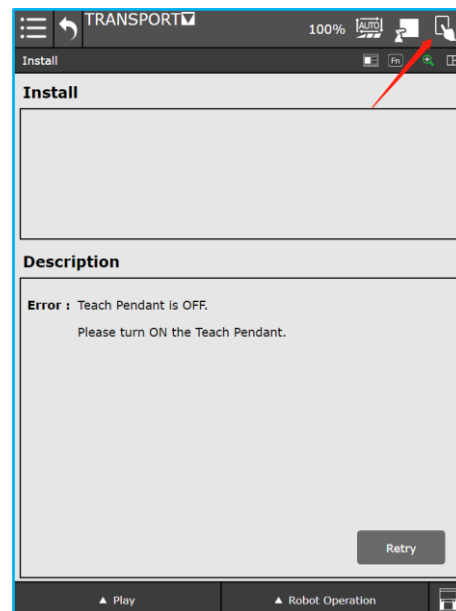 TRANSPORT
100% AUTO
Install
Fn
Install
Description
Error : Teach Pendant is OFF.
Please turn ON the Teach Pendant.
Retry
▲ Play
▲ Robot Operation